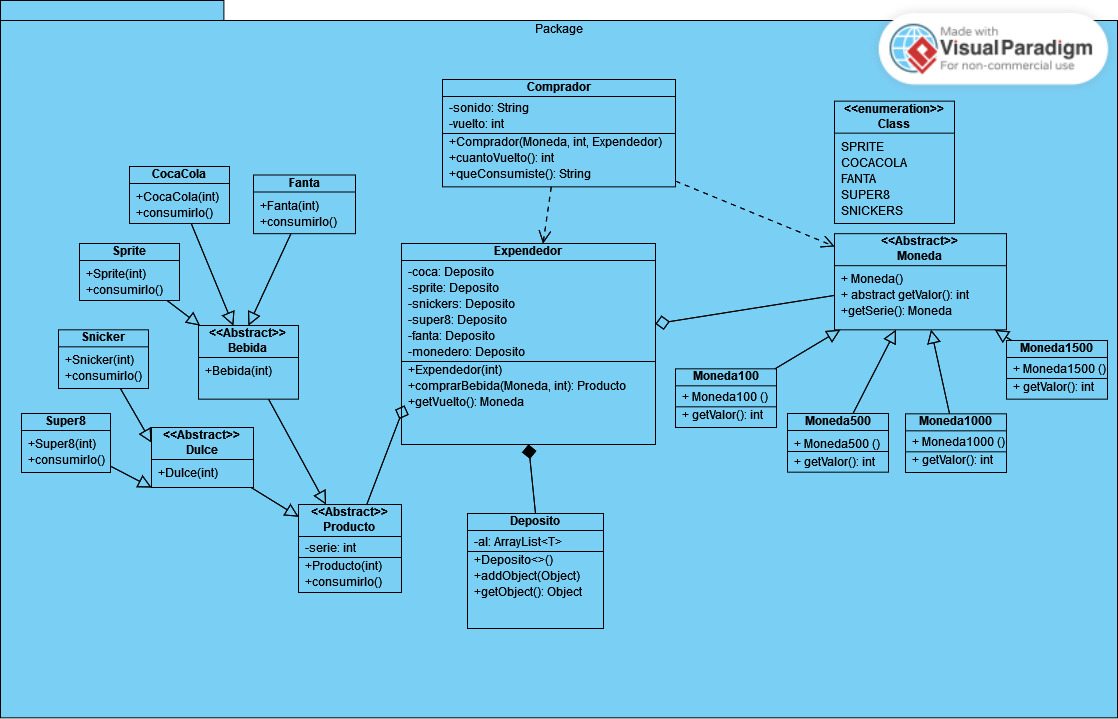 Package
Made with
Visual Paradigm
For non-commercial use
Comprador
-sonido: String
-vuelto: int
+Comprador(Moneda, int, Expendedor)
+cuantoVuelto(): int
+queConsumiste(): String
<<enumeration>>
Class
SPRITE
COCACOLA
FANTA
SUPER8
SNICKERS
CocaCola
+CocaCola(int)
+consumirlo()
Fanta
+Fanta(int)
+consumirlo()
Sprite
+Sprite(int)
+consumirlo()
Expendedor
-coca: Deposito
-sprite: Deposito
-snickers: Deposito
-super8: Deposito
-fanta: Deposito
-monedero: Deposito
+Expendedor(int)
+comprarBebida(Moneda, int): Producto
+getVuelto(): Moneda
<<Abstract>>
Moneda
+ Moneda()
+ abstract getValor(): int
+getSerie(): Moneda
<<Abstract>>
Bebida
+Bebida(int)
Snicker
+Snicker(int)
+consumirlo()
Moneda1500
+ Moneda1500 ()
+ getValor(): int
Moneda100
+ Moneda100 ()
+ getValor(): int
Super8
+Super8(int)
+consumirlo()
<<Abstract>>
Dulce
+Dulce(int)
Moneda500
+ Moneda500 ()
+ getValor(): int
Moneda1000
+ Moneda1000 ()
+ getValor(): int
<<Abstract>>
Producto
-serie: int
+Producto(int)
+consumirlo()
Deposito
-al: ArrayList<T>
+Deposito<>()
+addObject(Object)
+getObject(): Object